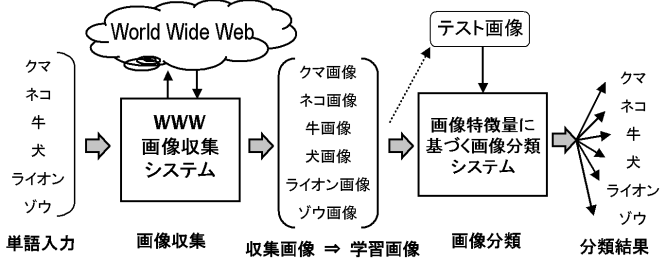 World Wide Web
テスト画像
クマ
ネコ
牛
犬
ライオン
ゾウ
WWW
画像収集
システム
クマ画像
ネコ画像
牛画像
犬画像
ライオン画像
ゾウ画像
画像特徴量に
基づく画像分類
システム
クマ
ネコ
牛
犬
ライオン
ゾウ
単語入力
画像収集
収集画像 ⇒ 学習画像
画像分類
分類結果